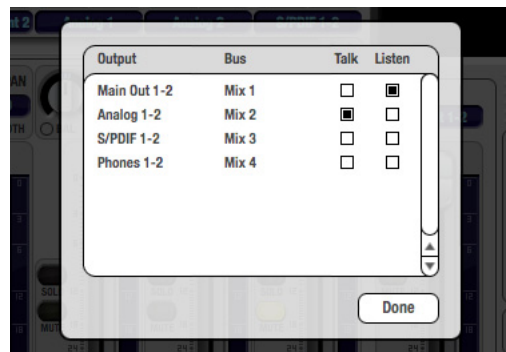 Output Bus Talk Listen
Main Out 1-2 Mix 1
Analog 1-2 Mix 2
S/PDIF 1-2 Mix 3
Phones 1-2 Mix 4
Done